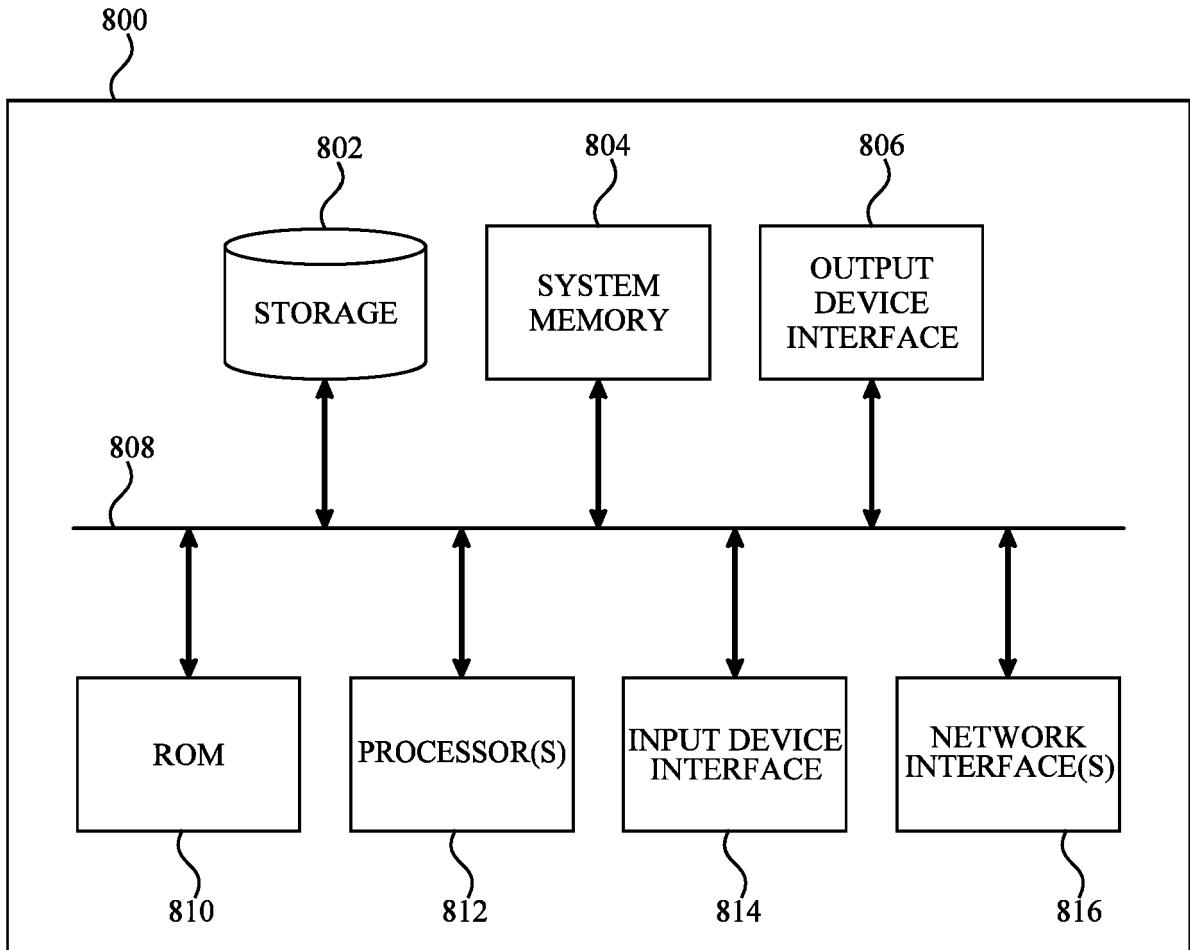 800
802
804
806
STORAGE
SYSTEM
MEMORY
OUTPUT
DEVICE
INTERFACE
808
ROM
PROCESSOR(S)
INPUT DEVICE
INTERFACE
NETWORK
INTERFACE(S)
810
812
814
816